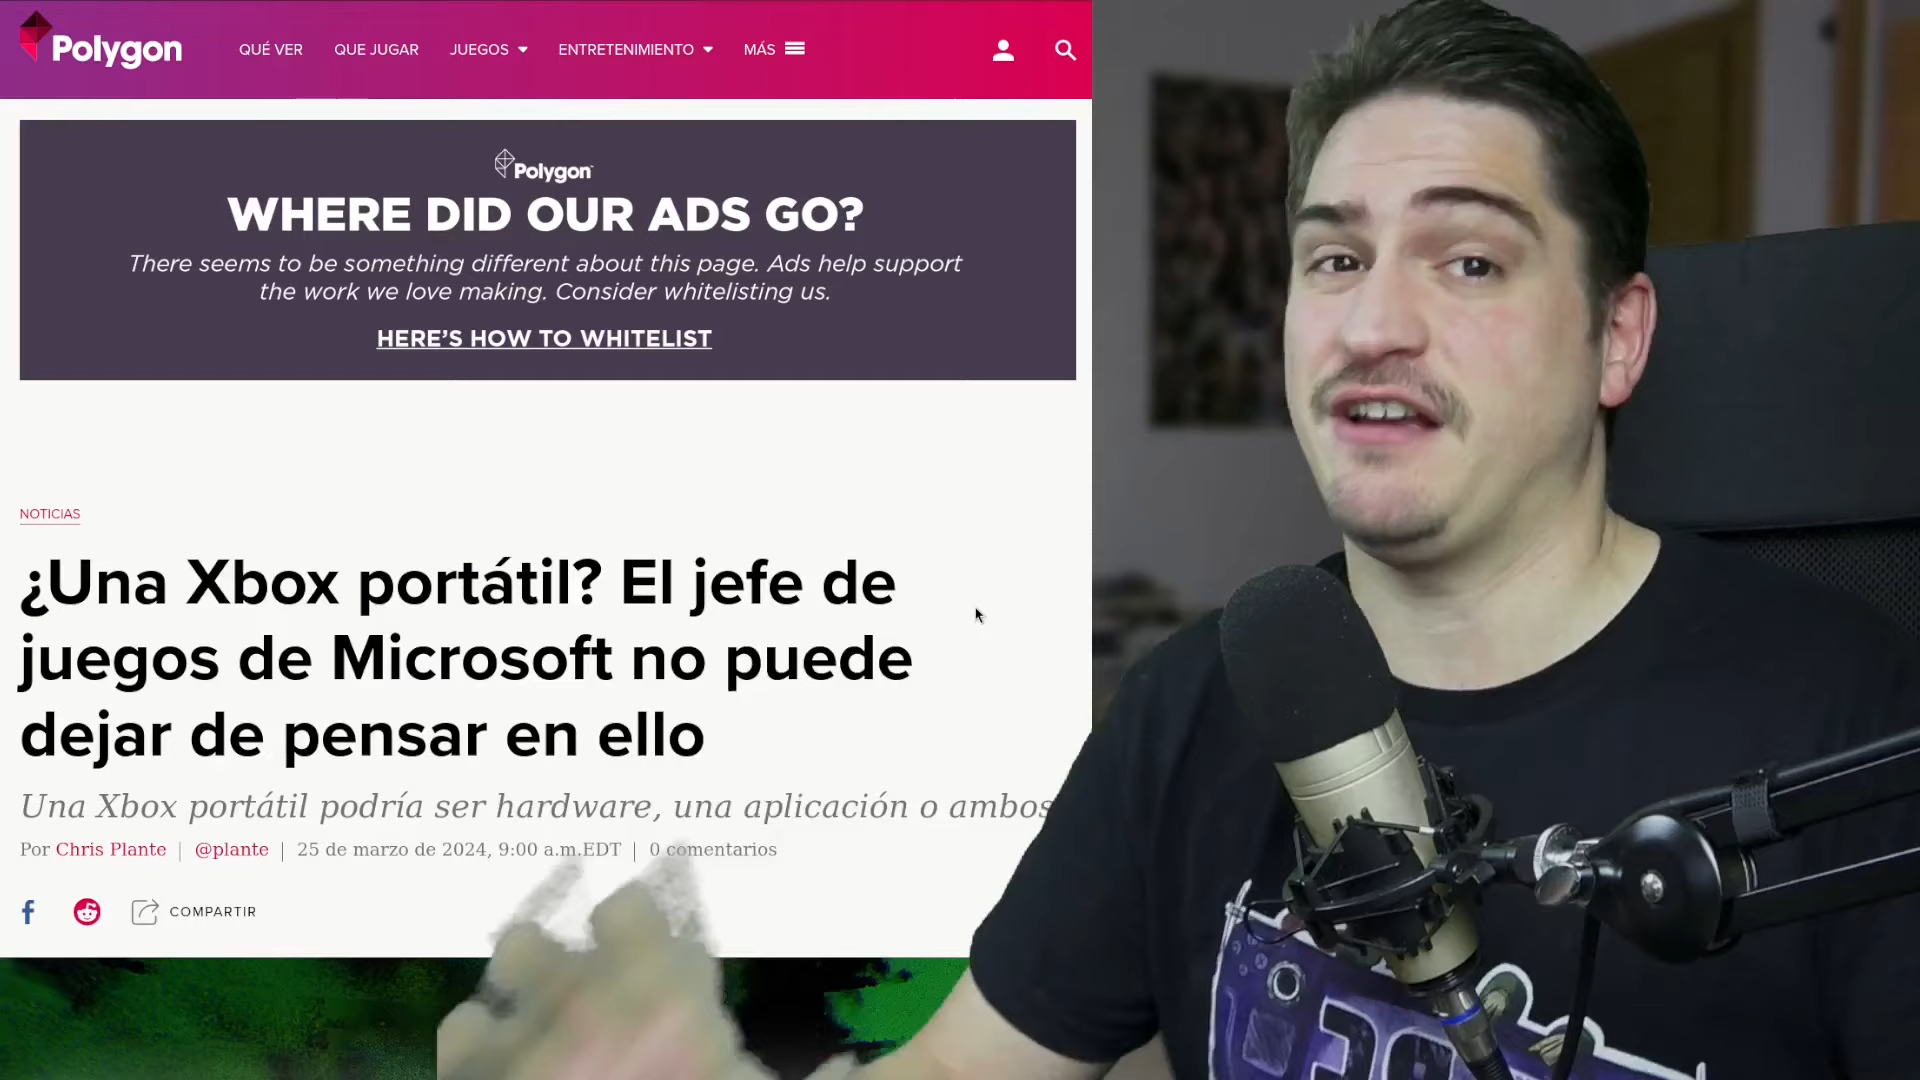 Polygon
QUÉ VER QUE JUGAR JUEGOS ENTRETENIMIENTO MÁS
Polygon
WHERE DID OUR ADS GO?
There seems to be something different about this page. Ads help support
the work we love making. Consider whitelisting us.
HERE'S HOW TO WHITELIST
NOTICIAS
¿Una Xbox portátil? El jefe de
juegos de Microsoft no puede
dejar de pensar en ello
Una Xbox portátil podría ser hardware, una aplicación o ambos
Por Chris Plante | @plante | 25 de marzo de 2024, 9:00 a.m.EDT | 0 comentarios
COMPARTIR